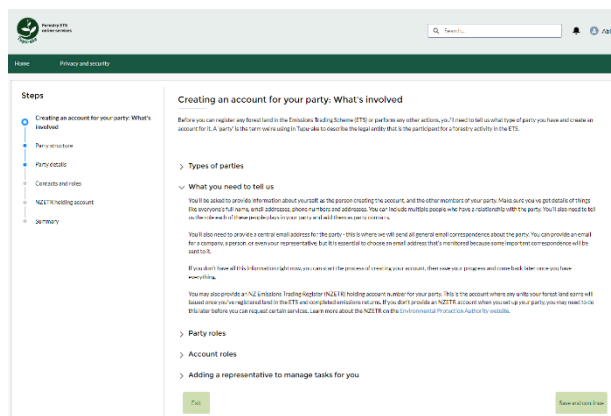 Forestry ETS
online services
Tupu-ake
Search...
Home
Privacy and security
Steps
Creating an account for your party: What's
involved
Party structure
Party details
Contacts and roles
NZETR holding account
Summary
Creating an account for your party: What's involved
Before you can register any forest land in the Emissions Trading Scheme (ETS) or perform any other actions, you'll need to tell us what type of party you have and create an
account for it. A 'party' is the term we're using in Tupu-ake to describe the legal entity that is the participant for a forestry activity in the ETS.
Types of parties
What you need to tell us
You'll be asked to provide information about yourself as the person creating the account, and the other members of your party. Make sure you've got details of things
like everyone's full name, email addresses, phone numbers and addresses. You can include multiple people who have a relationship with the party. You'll also need to tell
us the role each of these people plays in your party and add them as party contacts.
You'll also need to provide a central email address for the party - this is where we will send all general email correspondence about the party. You can provide an email
for a company, a person, or even your representative, but it is essential to choose an email address that's monitored because some important correspondence will be
sent to it.
If you don't have all this information right now, you can start the process of creating your account, then save your progress and come back later once you have
everything.
You may also provide an NZ Emissions Trading Register (NZETR) holding account number for your party. This is the account where any units your forest land earns will
based once you've registered land in the ETS and completed emissions returns. If you don't provide an NZETR account when you set up your party, you may need to do
this later before you can request certain services. Learn more about the NZETR on the Environmental Protection Authority website.
Party roles
Account roles
Adding a representative to manage tasks for you
Exit
Save and continue